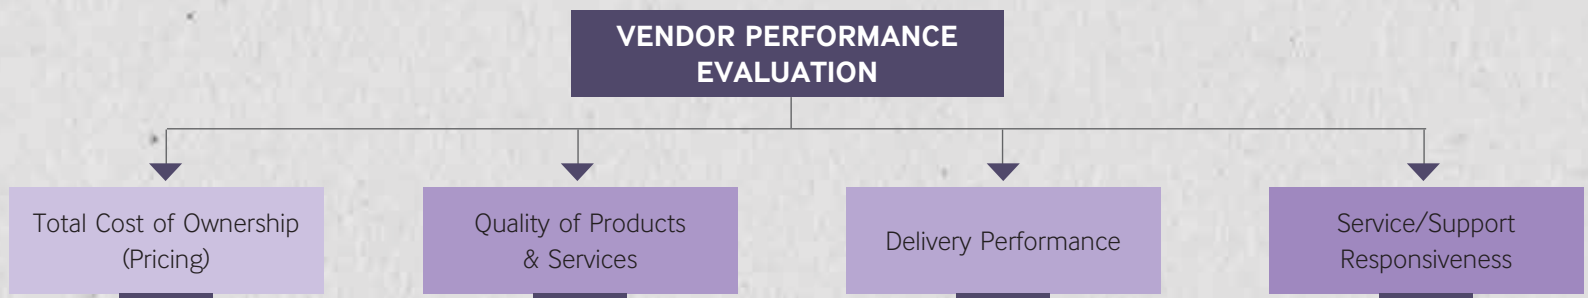 VENDOR PERFORMANCE
EVALUATION
Total Cost of Ownership
(Pricing)
Quality of Products
& Services
Delivery Performance
Service/Support
Responsiveness